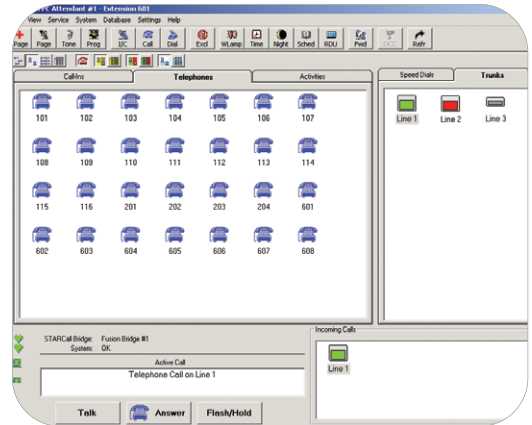 PC Attendant #1 - Extension 601
View Service System Database Settings Help
Page Page Tone Prog I/C Call Dial Excl WLamp Time Night Sched RDU Fwd OCC Refr
Call-Ins Telephones Activities
Speed Dials Trunks
101 102 103 104 105 106 107
Line 1 Line 2 Line 3
108 109 110 111 112 113 114
115 116 201 202 203 204 601
602 603 604 605 606 607 608
STARCall Bridge: Fusion Bridge #1
System: OK
Active Call
Telephone Call on Line 1
Talk Answer Flash/Hold
Incoming Calls
Line 1